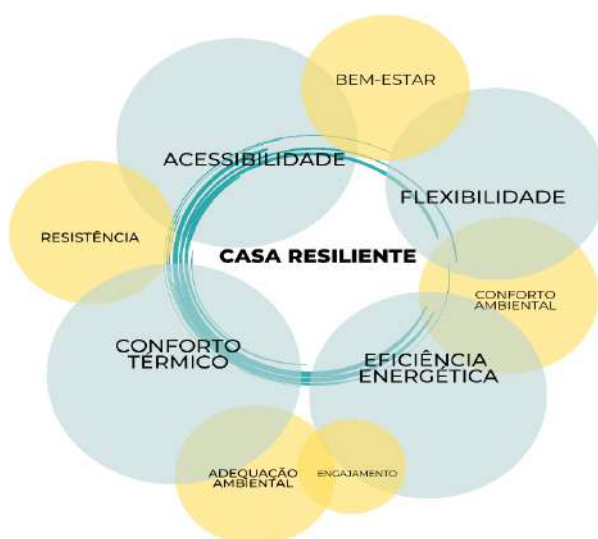 BEM-ESTAR
ACESSIBILIDADE
FLEXIBILIDADE
RESISTÊNCIA
CASA RESILIENTE
CONFORTO
AMBIENTAL
CONFORTO
TÉRMICO
EFICIÊNCIA
ENERGÉTICA
ADEQUAÇÃO
AMBIENTAL
ENGAJAMENTO